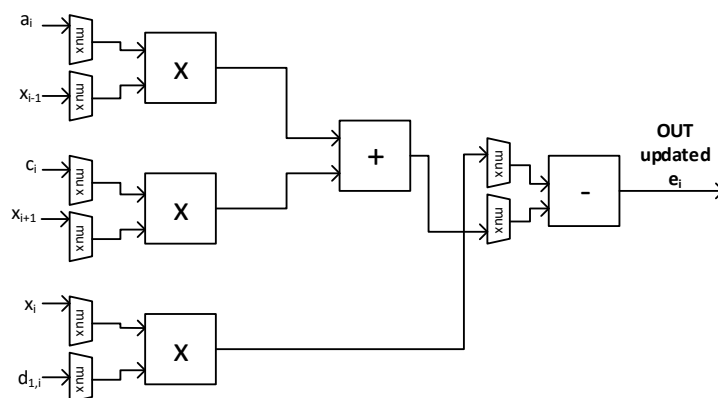 aᵢ
mux
X
xᵢ₋₁
mux
cᵢ
mux
X
xᵢ₊₁
mux
xᵢ
mux
X
d₁,ᵢ
mux
+
mux
mux
-
OUT
updated
eᵢ